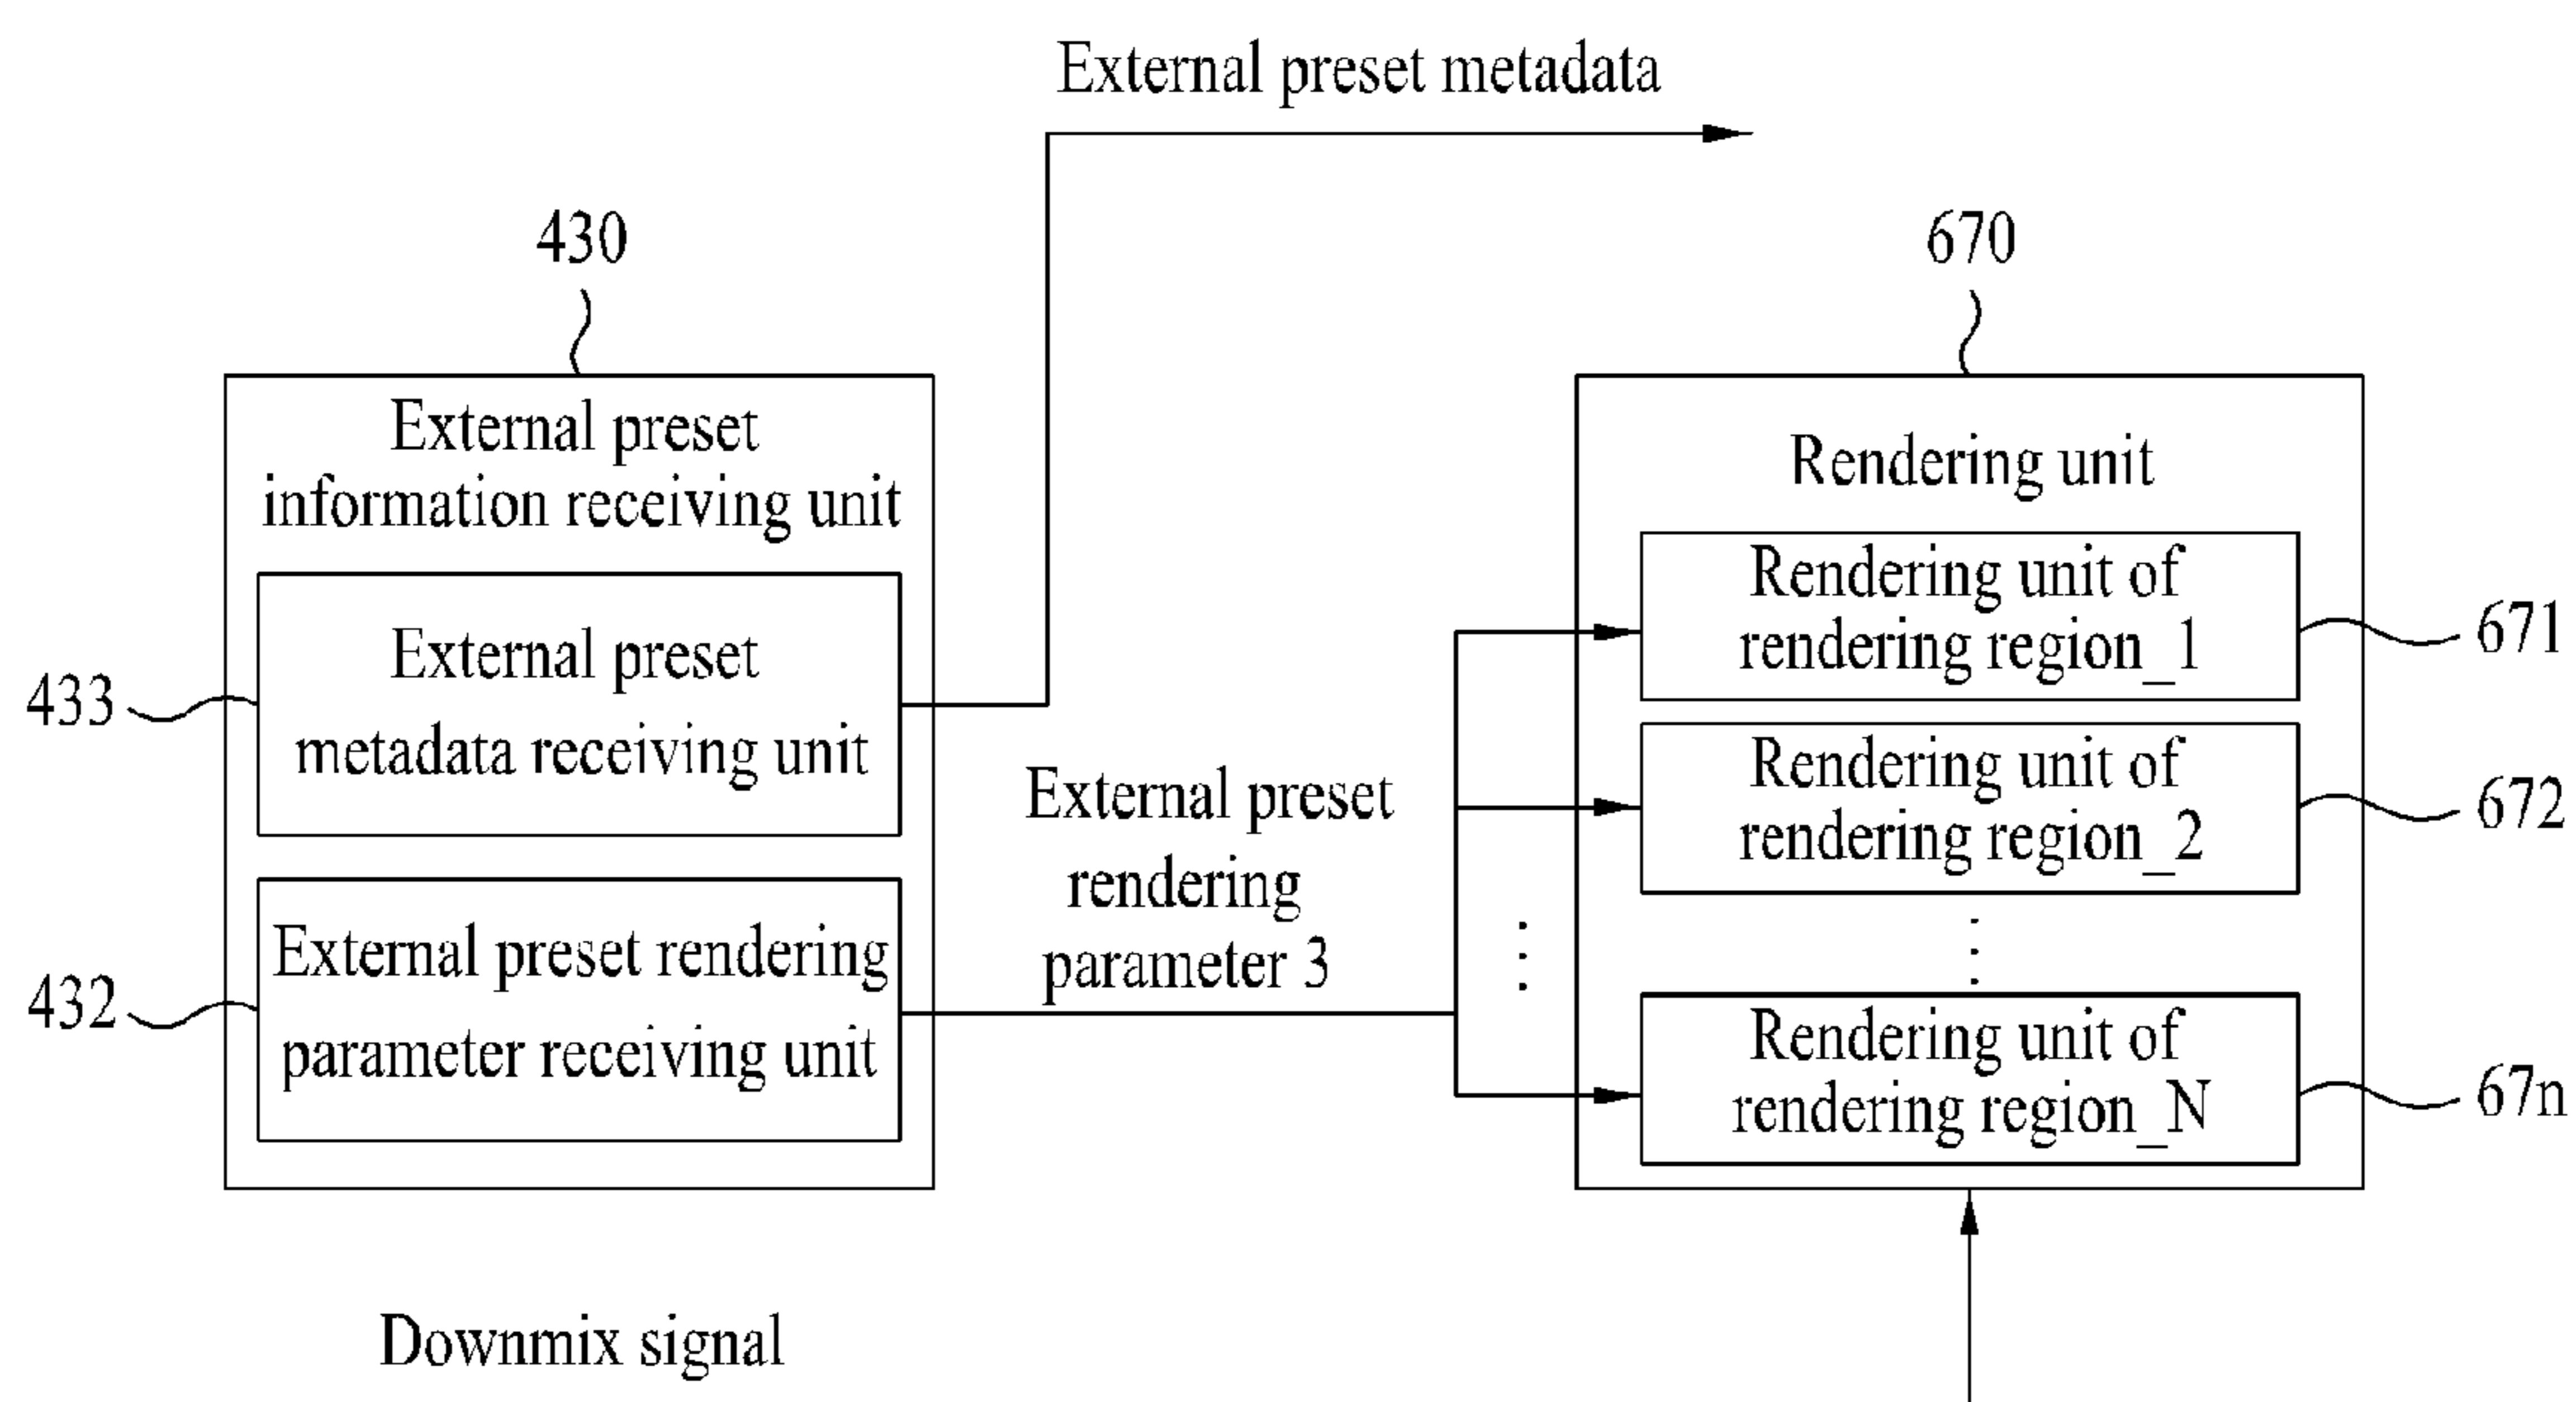 External preset metadata
430
670
External preset
information receiving unit
External preset
metadata receiving unit
433
External preset rendering
parameter receiving unit
432
External preset
rendering
parameter 3
⋮
Rendering unit
Rendering unit of
rendering region_1
671
Rendering unit of
rendering region_2
672
⋮
Rendering unit of
rendering region_N
67n
Downmix signal